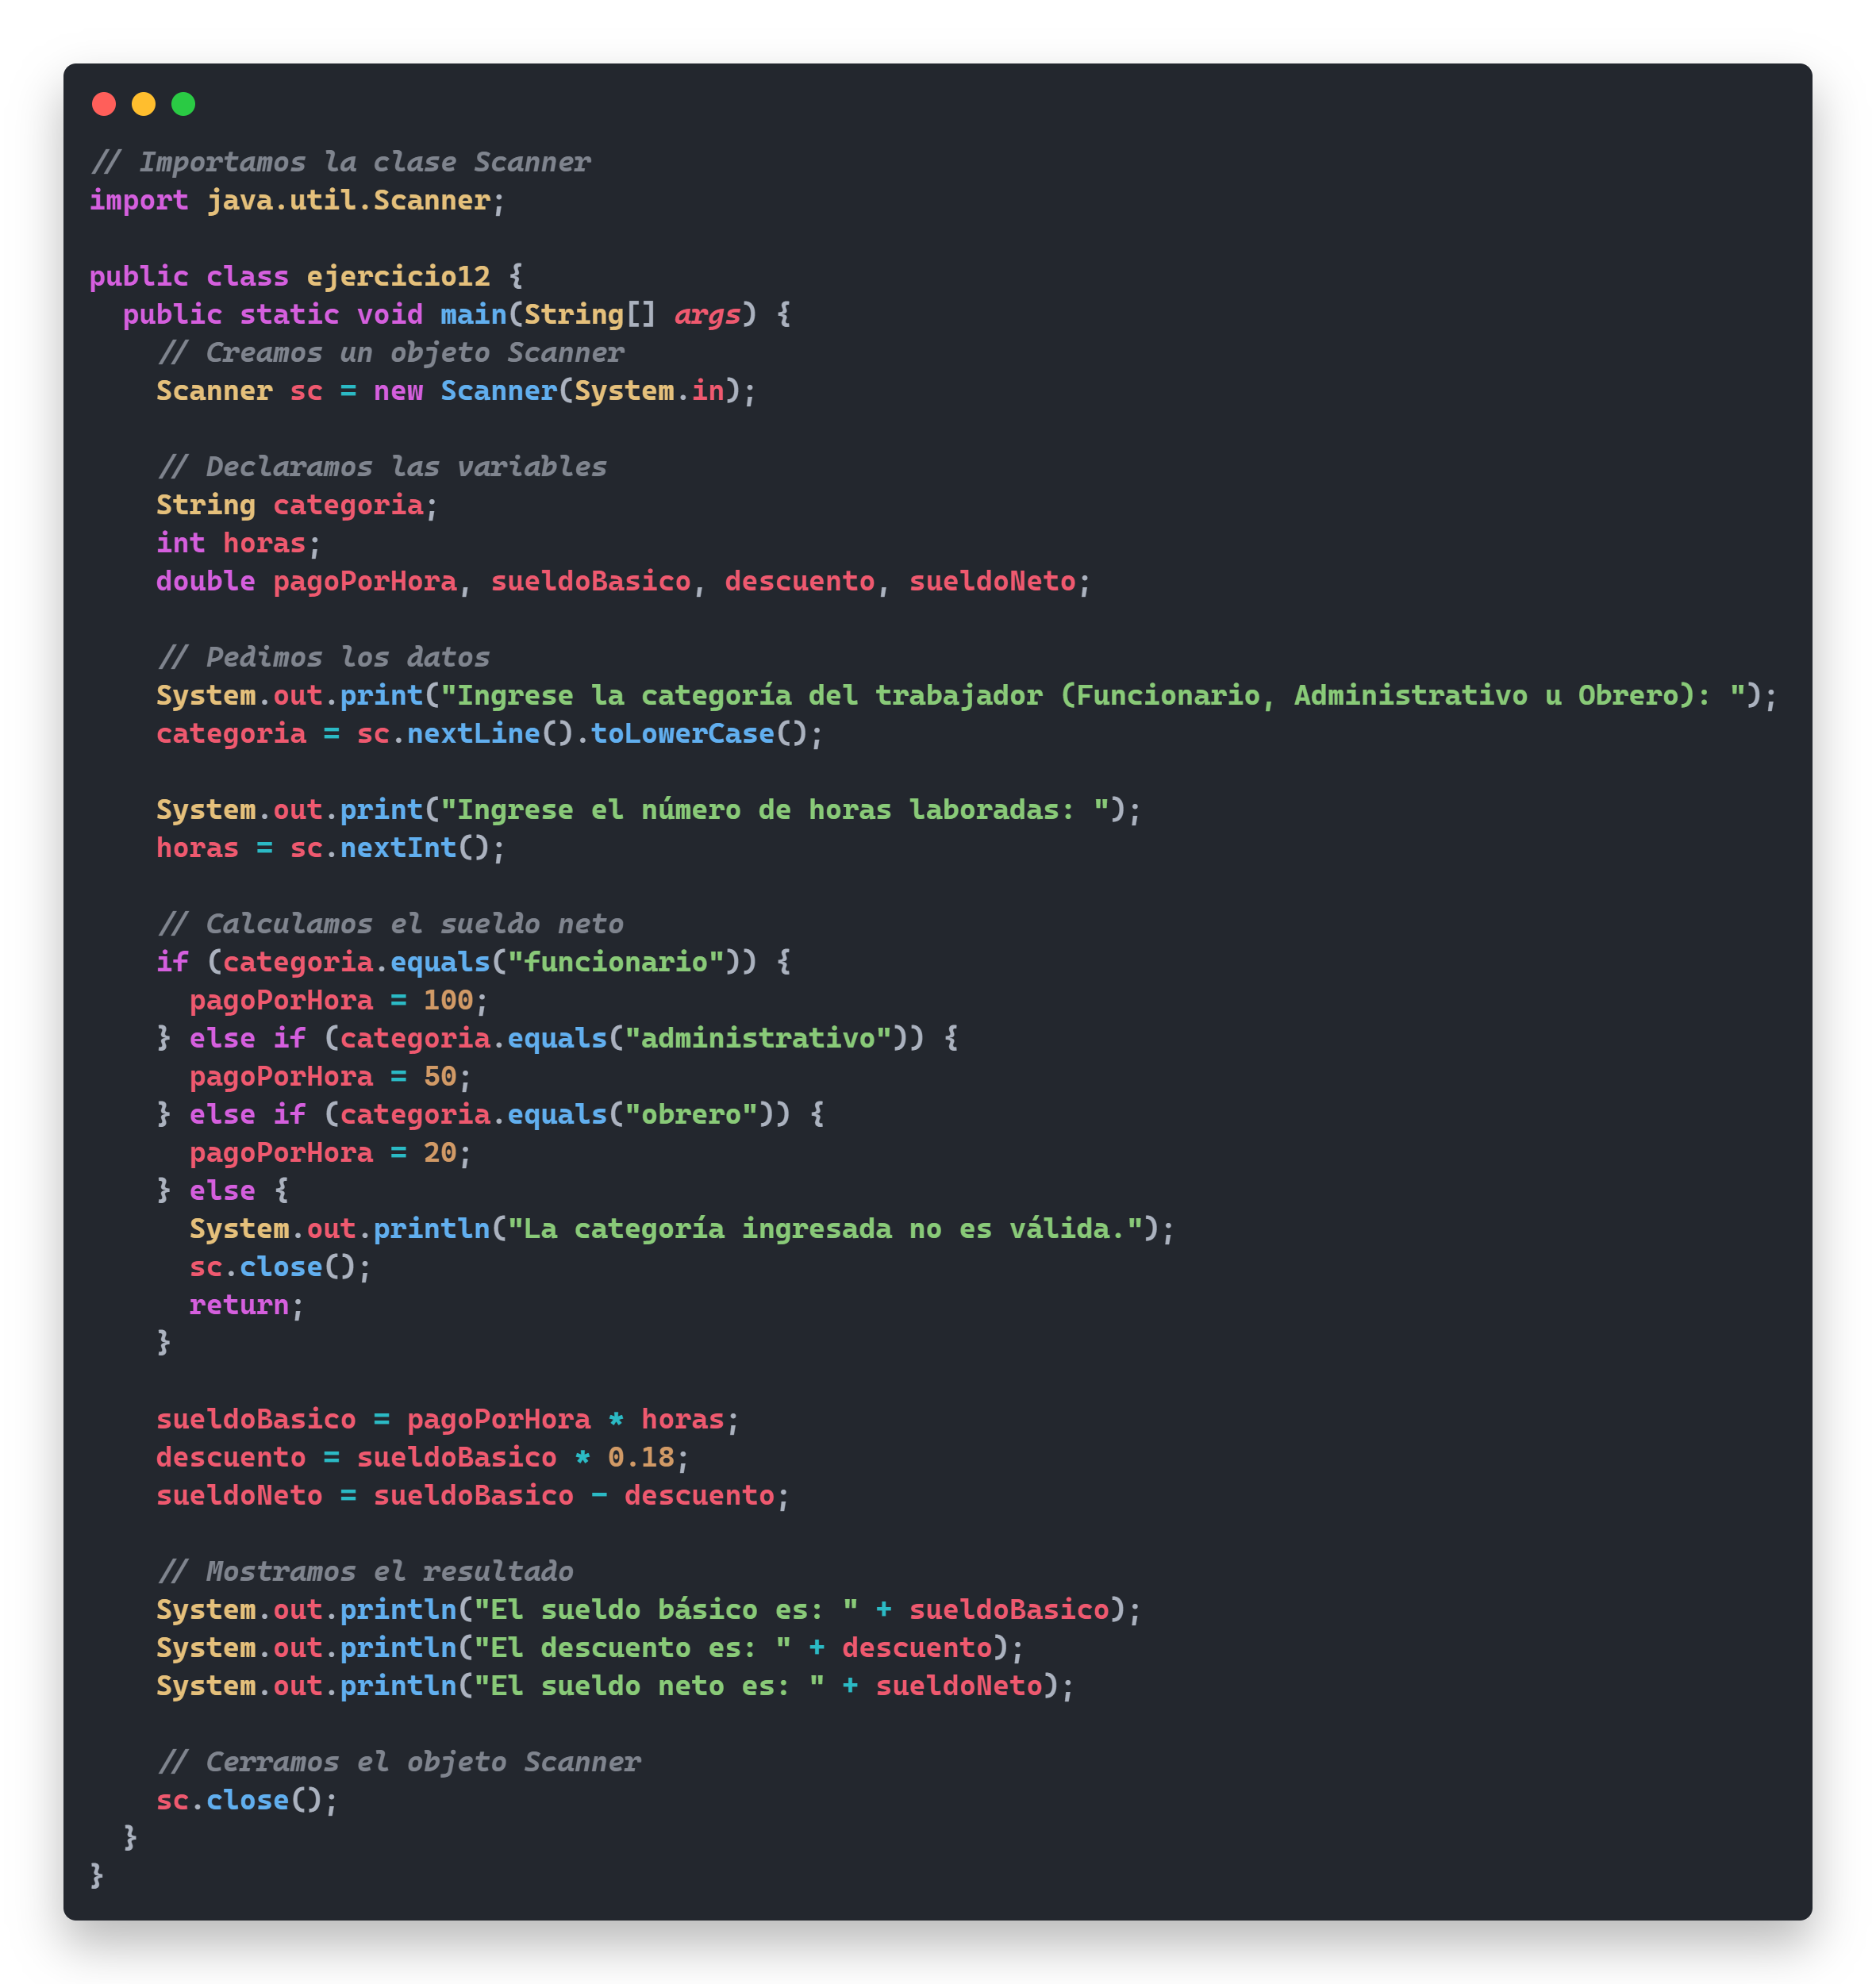 // Importamos la clase Scanner
import java.util.Scanner;

public class ejercicio12 {
  public static void main(String[] args) {
    // Creamos un objeto Scanner
    Scanner sc = new Scanner(System.in);

    // Declaramos las variables
    String categoria;
    int horas;
    double pagoPorHora, sueldoBasico, descuento, sueldoNeto;

    // Pedimos los datos
    System.out.print("Ingrese la categoría del trabajador (Funcionario, Administrativo u Obrero): ");
    categoria = sc.nextLine().toLowerCase();

    System.out.print("Ingrese el número de horas laboradas: ");
    horas = sc.nextInt();

    // Calculamos el sueldo neto
    if (categoria.equals("funcionario")) {
      pagoPorHora = 100;
    } else if (categoria.equals("administrativo")) {
      pagoPorHora = 50;
    } else if (categoria.equals("obrero")) {
      pagoPorHora = 20;
    } else {
      System.out.println("La categoría ingresada no es válida.");
      sc.close();
      return;
    }

    sueldoBasico = pagoPorHora * horas;
    descuento = sueldoBasico * 0.18;
    sueldoNeto = sueldoBasico - descuento;

    // Mostramos el resultado
    System.out.println("El sueldo básico es: " + sueldoBasico);
    System.out.println("El descuento es: " + descuento);
    System.out.println("El sueldo neto es: " + sueldoNeto);

    // Cerramos el objeto Scanner
    sc.close();
  }
}